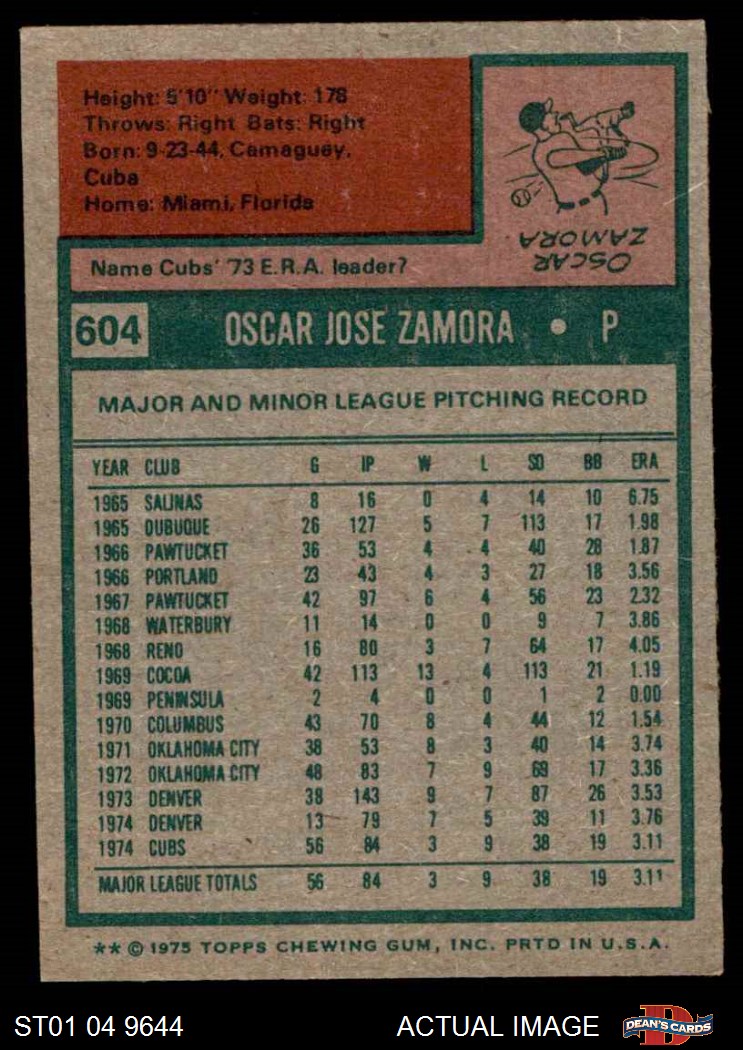 Height: 5'10" Weight: 178
Throws: Right Bats: Right
Born: 9-23-44, Camaguey,
Cuba
Home: Miami, Florida
OSCAR
ZAMORA
Name Cubs' '73 E.R.A. leader?
604 OSCAR JOSE ZAMORA • P
MAJOR AND MINOR LEAGUE PITCHING RECORD
YEAR CLUB G IP W L SO BB ERA
1965 SALINAS 8 16 0 4 14 10 6.75
1965 DUBUQUE 26 127 5 7 113 17 1.98
1966 PAWTUCKET 36 53 4 4 40 28 1.87
1966 PORTLAND 23 43 4 3 27 18 3.56
1967 PAWTUCKET 42 97 6 4 56 23 2.32
1968 WATERBURY 11 14 0 0 9 7 3.86
1968 RENO 16 80 3 7 64 17 4.05
1969 COCOA 42 113 13 4 113 21 1.19
1969 PENINSULA 2 4 0 0 1 2 0.00
1970 COLUMBUS 43 70 8 4 44 12 1.54
1971 OKLAHOMA CITY 38 53 8 3 40 14 3.74
1972 OKLAHOMA CITY 48 83 7 9 69 17 3.36
1973 DENVER 38 143 9 7 87 26 3.53
1974 DENVER 13 79 7 5 39 11 3.76
1974 CUBS 56 84 3 9 38 19 3.11
MAJOR LEAGUE TOTALS 56 84 3 9 38 19 3.11
** © 1975 TOPPS CHEWING GUM, INC. PRTD IN U.S.A.
ST01 04 9644 ACTUAL IMAGE D DEAN'S CARDS